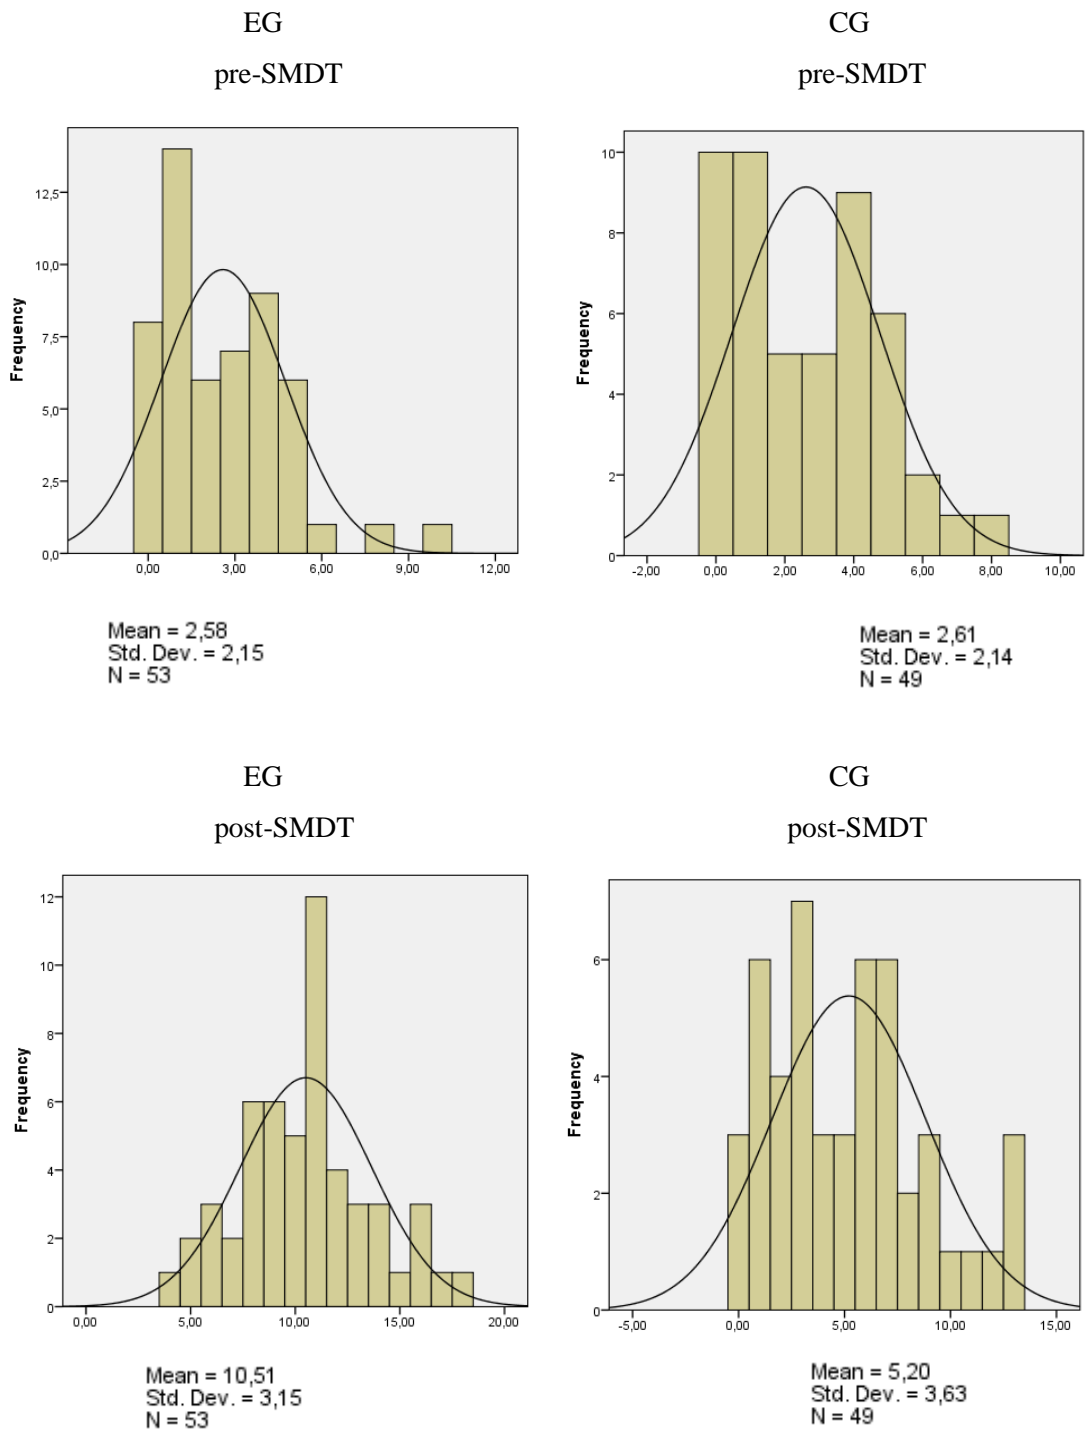 EG
pre-SMDT
CG
pre-SMDT
Frequency
12,5
10,0
7,5
5,0
2,5
0,0
0,00 3,00 6,00 9,00 12,00
Mean = 2,58
Std. Dev. = 2,15
N = 53
Frequency
10
8
6
4
2
0
-2,00 0,00 2,00 4,00 6,00 8,00 10,00
Mean = 2,61
Std. Dev. = 2,14
N = 49
EG
post-SMDT
CG
post-SMDT
Frequency
12
10
8
6
4
2
0
0,00 5,00 10,00 15,00 20,00
Mean = 10,51
Std. Dev. = 3,15
N = 53
Frequency
6
4
2
0
-5,00 0,00 5,00 10,00 15,00
Mean = 5,20
Std. Dev. = 3,63
N = 49